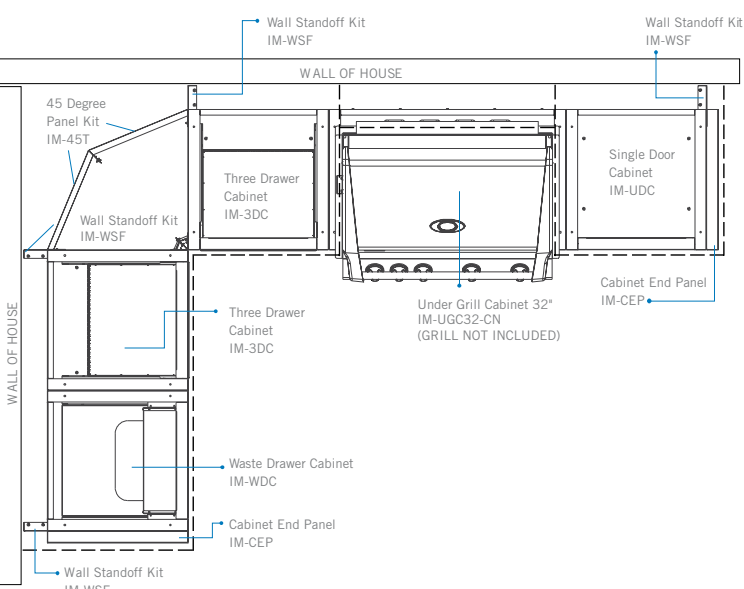 Wall Standoff Kit
IM-WSF
Wall Standoff Kit
IM-WSF
WALL OF HOUSE
45 Degree
Panel Kit
IM-45T
Three Drawer
Cabinet
IM-3DC
Single Door
Cabinet
IM-UDC
Wall Standoff Kit
IM-WSF
Cabinet End Panel
IM-CEP
Under Grill Cabinet 32"
IM-UGC32-CN
(GRILL NOT INCLUDED)
Three Drawer
Cabinet
IM-3DC
WALL OF HOUSE
Waste Drawer Cabinet
IM-WDC
Cabinet End Panel
IM-CEP
Wall Standoff Kit
IM-WSF